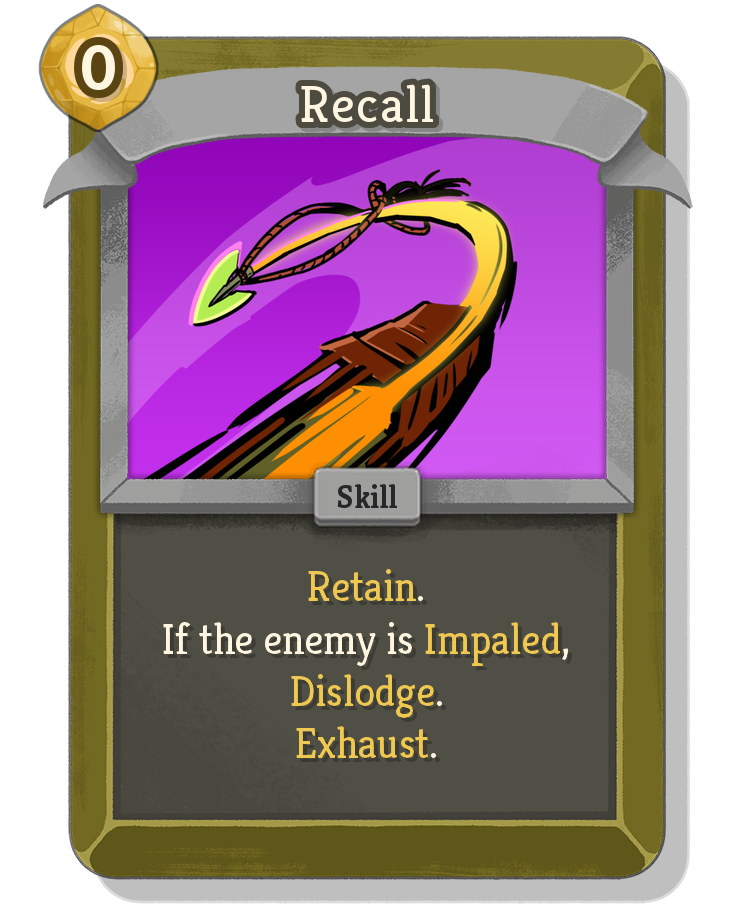 0
Recall
Skill
Retain.
If the enemy is Impaled,
Dislodge.
Exhaust.